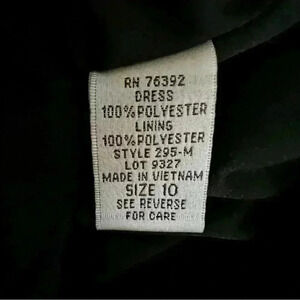 RN 76392
DRESS
100% POLYESTER
LINING
100% POLYESTER
STYLE 295-M
LOT 9327
MADE IN VIETNAM
SIZE 10
SEE REVERSE
FOR CARE